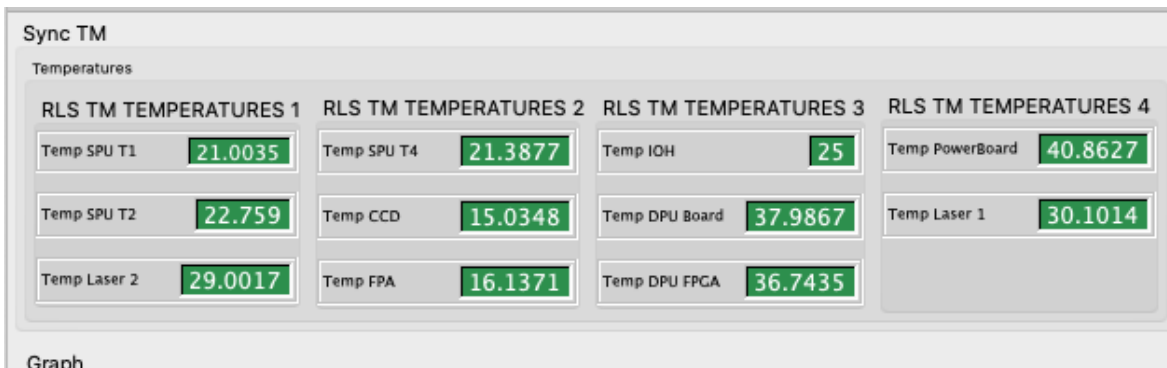 Sync TM
Temperatures
RLS TM TEMPERATURES 1
Temp SPU T1 21.0035
Temp SPU T2 22.759
Temp Laser 2 29.0017
RLS TM TEMPERATURES 2
Temp SPU T4 21.3877
Temp CCD 15.0348
Temp FPA 16.1371
RLS TM TEMPERATURES 3
Temp IOH 25
Temp DPU Board 37.9867
Temp DPU FPGA 36.7435
RLS TM TEMPERATURES 4
Temp PowerBoard 40.8627
Temp Laser 1 30.1014
Graph